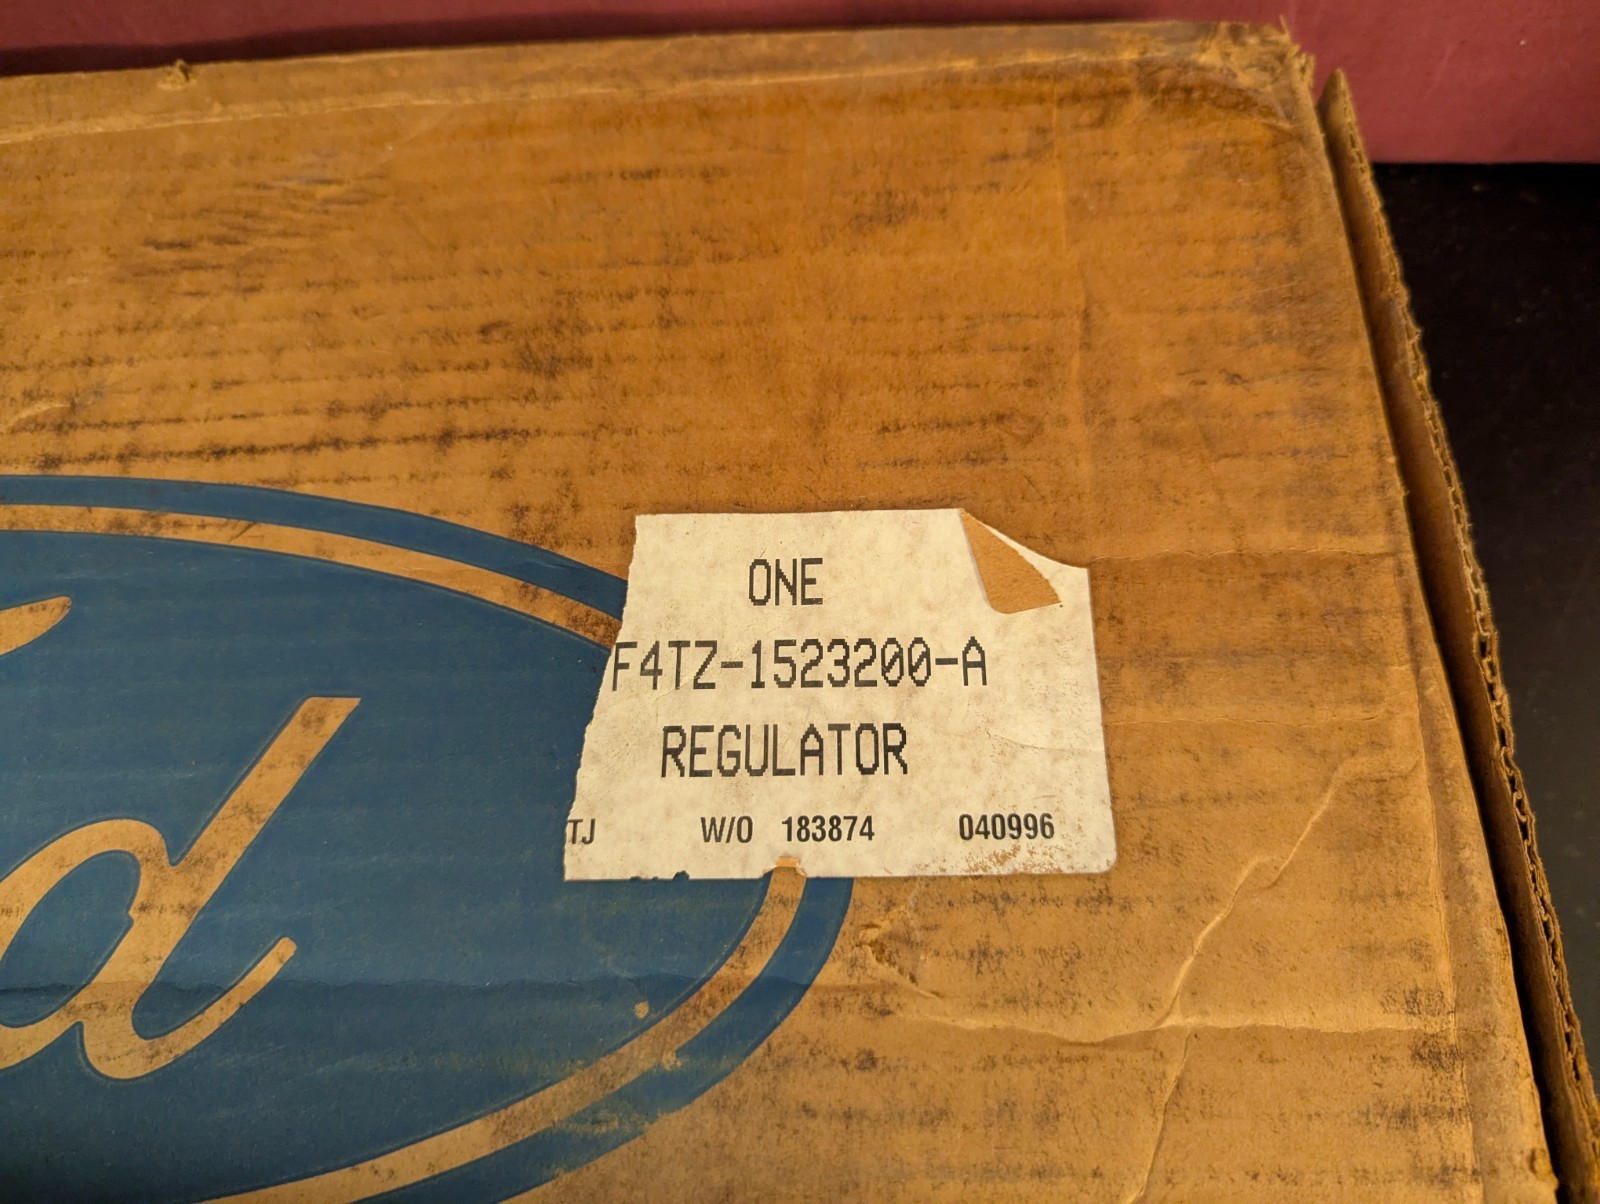 ONE
F4TZ-1523200-A
REGULATOR
TJ W/O 183874 040996
d